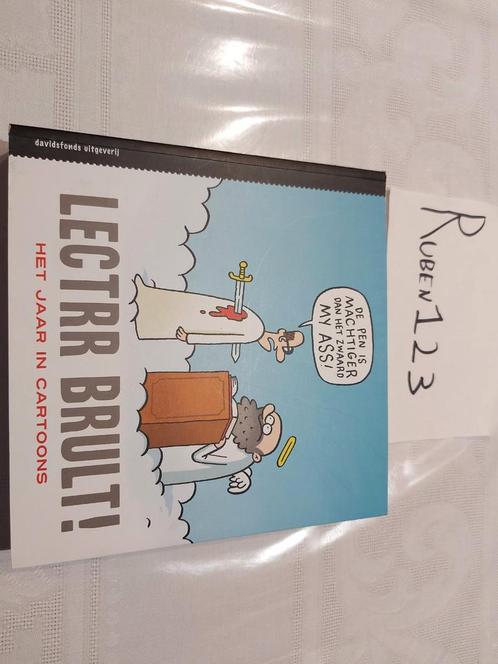 davidsfonds uitgeverij
LECTRR BRULT!
HET JAAR IN CARTOONS
DE PEN IS
MACHTIGER
DAN HET ZWAARD
MY ASS!
RUBEN123